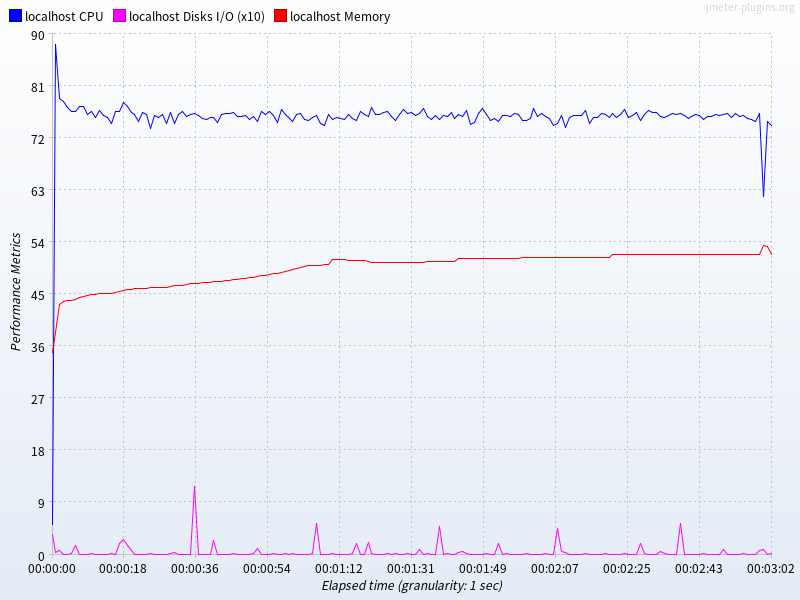 jmeter-plugins.org
localhost CPU localhost Disks I/O (x10) localhost Memory
90
81
72
63
54
45
36
27
18
9
0
Performance Metrics
00:00:00 00:00:18 00:00:36 00:00:54 00:01:12 00:01:31 00:01:49 00:02:07 00:02:25 00:02:43 00:03:02
Elapsed time (granularity: 1 sec)